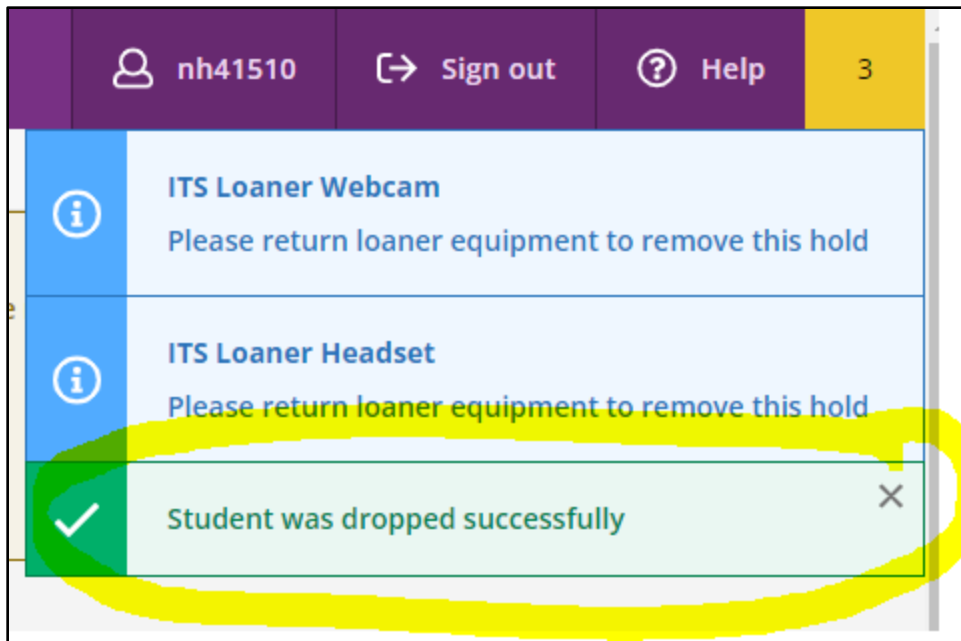 nh41510 Sign out Help 3
ITS Loaner Webcam
Please return loaner equipment to remove this hold
ITS Loaner Headset
Please return loaner equipment to remove this hold
Student was dropped successfully